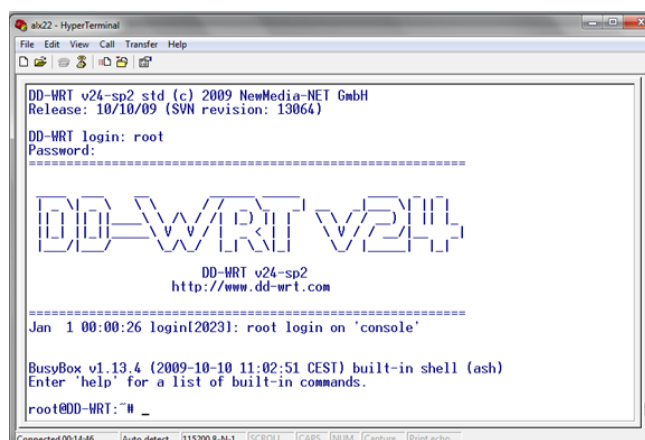 alx22 - HyperTerminal
File Edit View Call Transfer Help
DD-WRT v24-sp2 std (c) 2009 NewMedia-NET GmbH
Release: 10/10/09 (SVN revision: 13064)
DD-WRT login: root
Password:
==========================================================
DD-WRT v24
DD-WRT v24-sp2
http://www.dd-wrt.com
==========================================================
Jan 1 00:00:26 login[2023]: root login on 'console'
BusyBox v1.13.4 (2009-10-10 11:02:51 CEST) built-in shell (ash)
Enter 'help' for a list of built-in commands.
root@DD-WRT:~# _
Connected 00:14:46 Auto detect 115200 8-N-1 SCROLL CAPS NUM Capture Print echo